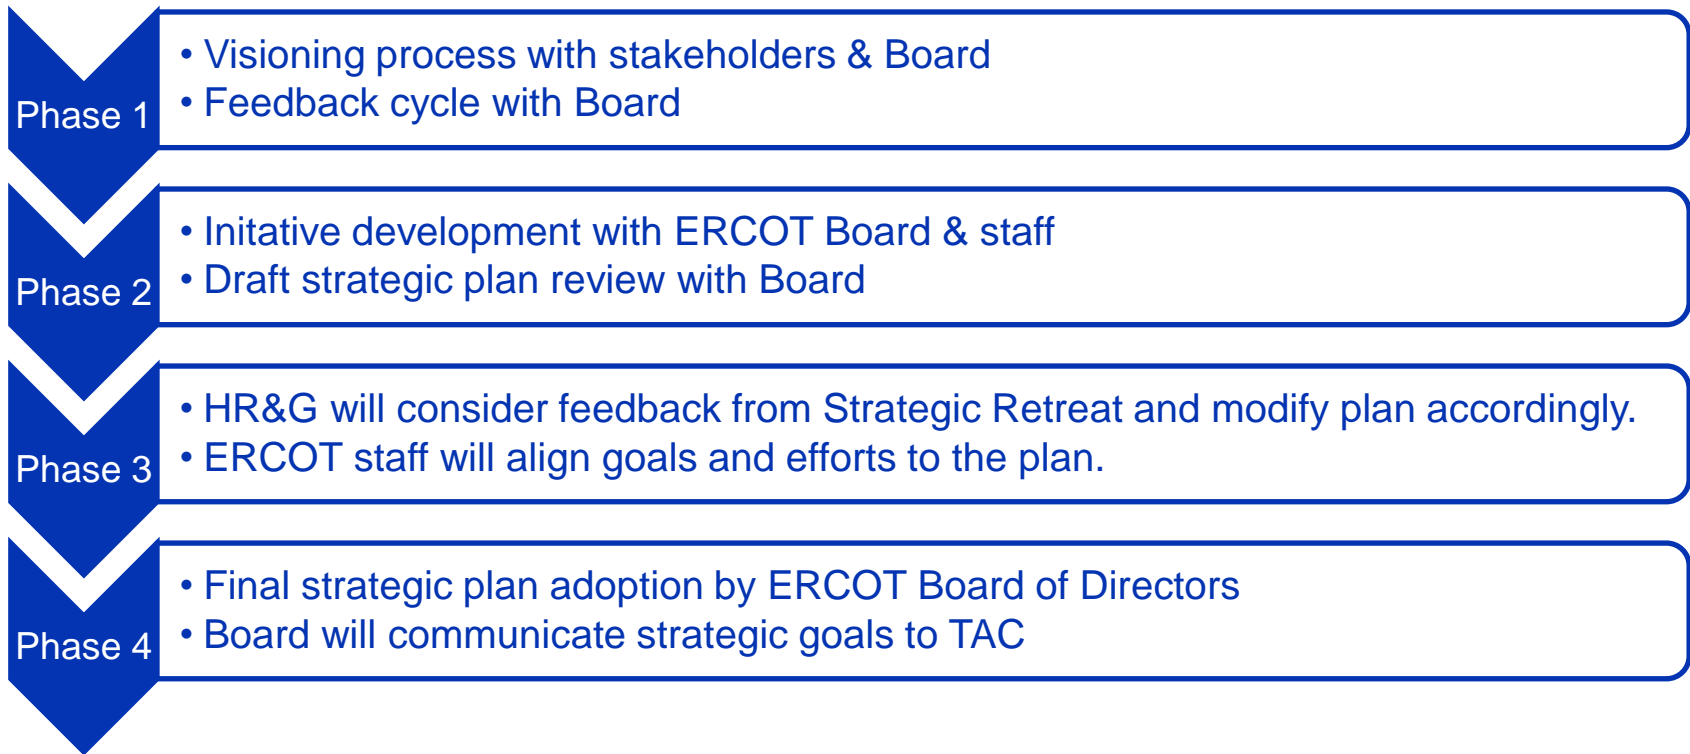 Phase 1
• Visioning process with stakeholders & Board
• Feedback cycle with Board
Phase 2
• Initative development with ERCOT Board & staff
• Draft strategic plan review with Board
Phase 3
• HR&G will consider feedback from Strategic Retreat and modify plan accordingly.
• ERCOT staff will align goals and efforts to the plan.
Phase 4
• Final strategic plan adoption by ERCOT Board of Directors
• Board will communicate strategic goals to TAC